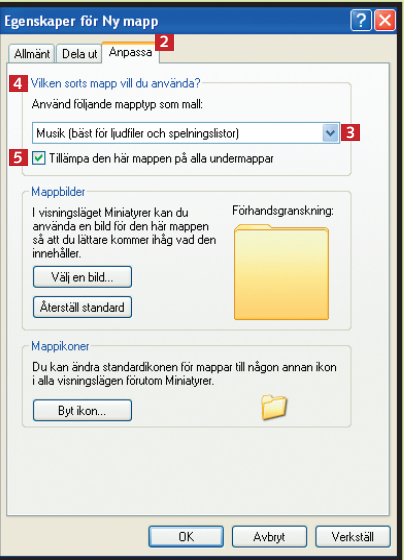 Egenskaper för Ny mapp
Allmänt Dela ut Anpassa 2
4 Vilken sorts mapp vill du använda?
Använd följande mapptyp som mall:
Musik (bäst för ljudfiler och spelningslistor) 3
5 Tillämpa den här mappen på alla undermappar
Mappbilder
I visningsläget Miniatyrer kan du
använda en bild för den här mappen
så att du lättare kommer ihåg vad den
innehåller.
Välj en bild...
Återställ standard
Förhandsgranskning:
Mappikoner
Du kan ändra standardikonen för mappar till någon annan ikon
i alla visningslägen förutom Miniatyrer.
Byt ikon...
OK Avbryt Verkställ